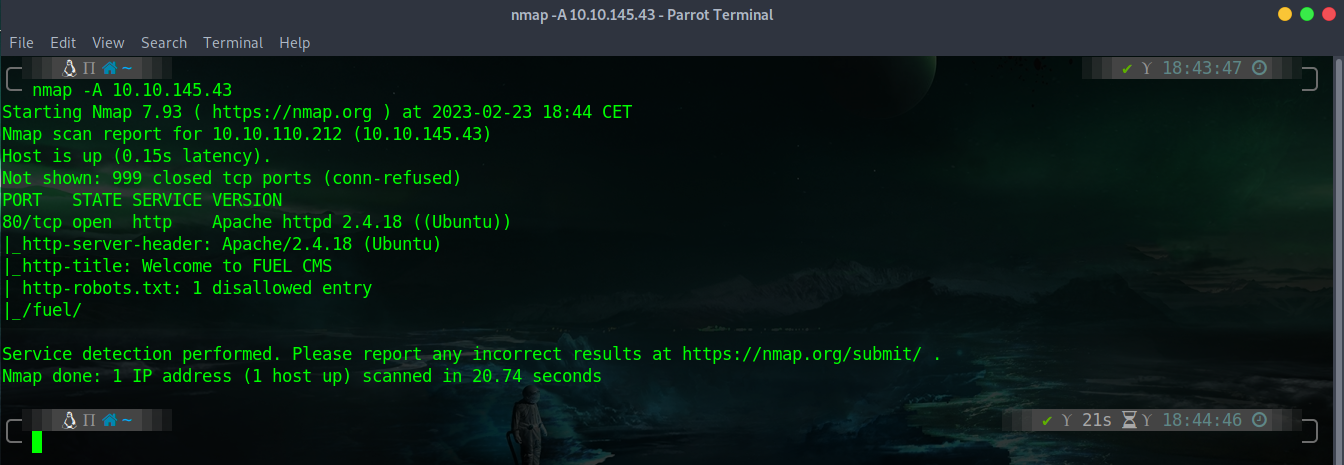 nmap -A 10.10.145.43 - Parrot Terminal
File Edit View Search Terminal Help
~ ✔ 18:43:47
nmap -A 10.10.145.43
Starting Nmap 7.93 ( https://nmap.org ) at 2023-02-23 18:44 CET
Nmap scan report for 10.10.110.212 (10.10.145.43)
Host is up (0.15s latency).
Not shown: 999 closed tcp ports (conn-refused)
PORT   STATE SERVICE VERSION
80/tcp open  http    Apache httpd 2.4.18 ((Ubuntu))
|_http-server-header: Apache/2.4.18 (Ubuntu)
|_http-title: Welcome to FUEL CMS
| http-robots.txt: 1 disallowed entry
|_/fuel/
Service detection performed. Please report any incorrect results at https://nmap.org/submit/ .
Nmap done: 1 IP address (1 host up) scanned in 20.74 seconds
~ ✔ 21s 18:44:46